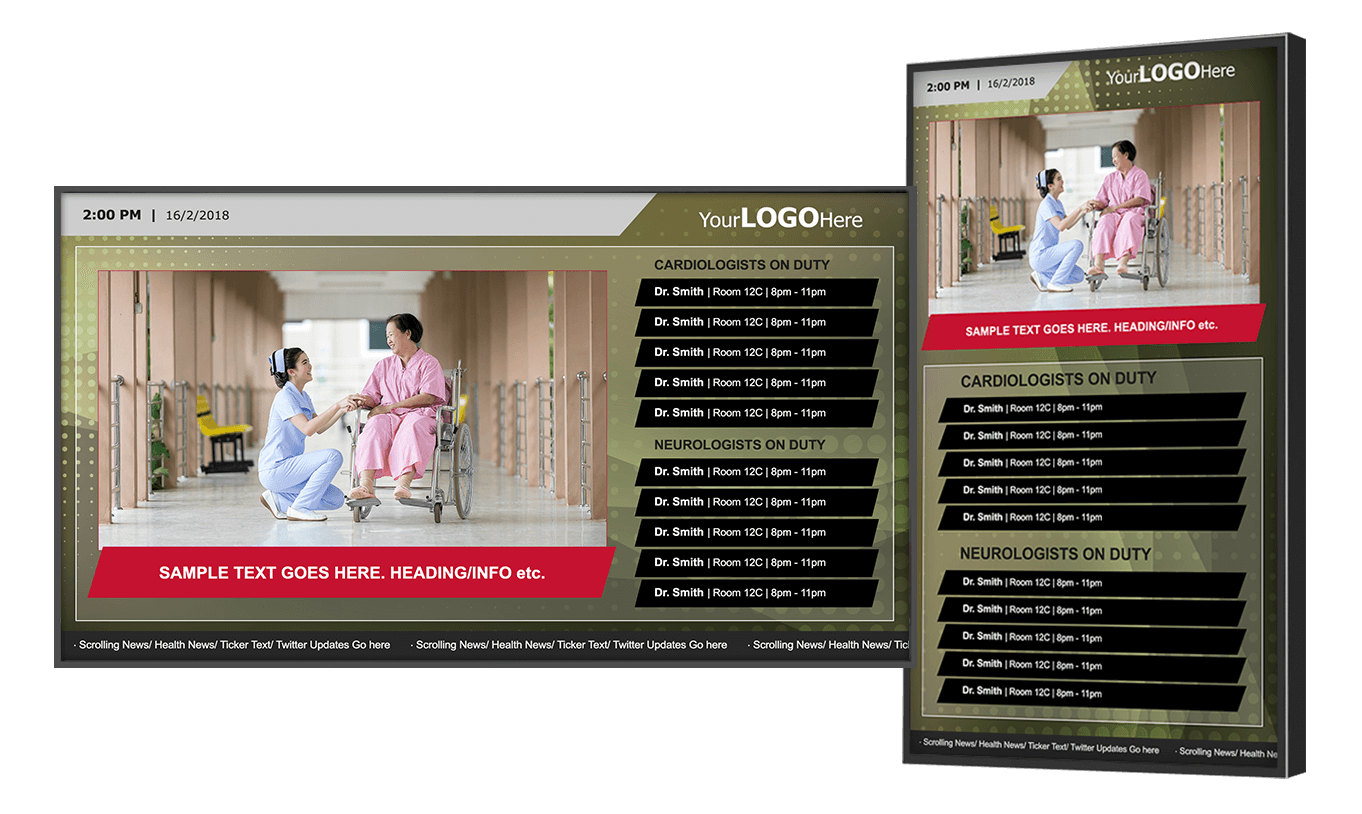 2:00 PM | 16/2/2018
YourLOGOHere
CARDIOLOGISTS ON DUTY
Dr. Smith | Room 12C | 8pm - 11pm
Dr. Smith | Room 12C | 8pm - 11pm
Dr. Smith | Room 12C | 8pm - 11pm
Dr. Smith | Room 12C | 8pm - 11pm
Dr. Smith | Room 12C | 8pm - 11pm
NEUROLOGISTS ON DUTY
Dr. Smith | Room 12C | 8pm - 11pm
Dr. Smith | Room 12C | 8pm - 11pm
Dr. Smith | Room 12C | 8pm - 11pm
Dr. Smith | Room 12C | 8pm - 11pm
Dr. Smith | Room 12C | 8pm - 11pm
SAMPLE TEXT GOES HERE. HEADING/INFO etc.
· Scrolling News/ Health News/ Ticker Text/ Twitter Updates Go here · Scrolling News/ Health News/ Ticker Text/ Twitter Updates Go here · Scrolling News/ Health News/ Tic
2:00 PM | 16/2/2018
YourLOGOHere
SAMPLE TEXT GOES HERE. HEADING/INFO etc.
CARDIOLOGISTS ON DUTY
Dr. Smith | Room 12C | 8pm - 11pm
Dr. Smith | Room 12C | 8pm - 11pm
Dr. Smith | Room 12C | 8pm - 11pm
Dr. Smith | Room 12C | 8pm - 11pm
Dr. Smith | Room 12C | 8pm - 11pm
NEUROLOGISTS ON DUTY
Dr. Smith | Room 12C | 8pm - 11pm
Dr. Smith | Room 12C | 8pm - 11pm
Dr. Smith | Room 12C | 8pm - 11pm
Dr. Smith | Room 12C | 8pm - 11pm
Dr. Smith | Room 12C | 8pm - 11pm
· Scrolling News/ Health News/ Ticker Text/ Twitter Updates Go here · Scrolling News/ Health Ne